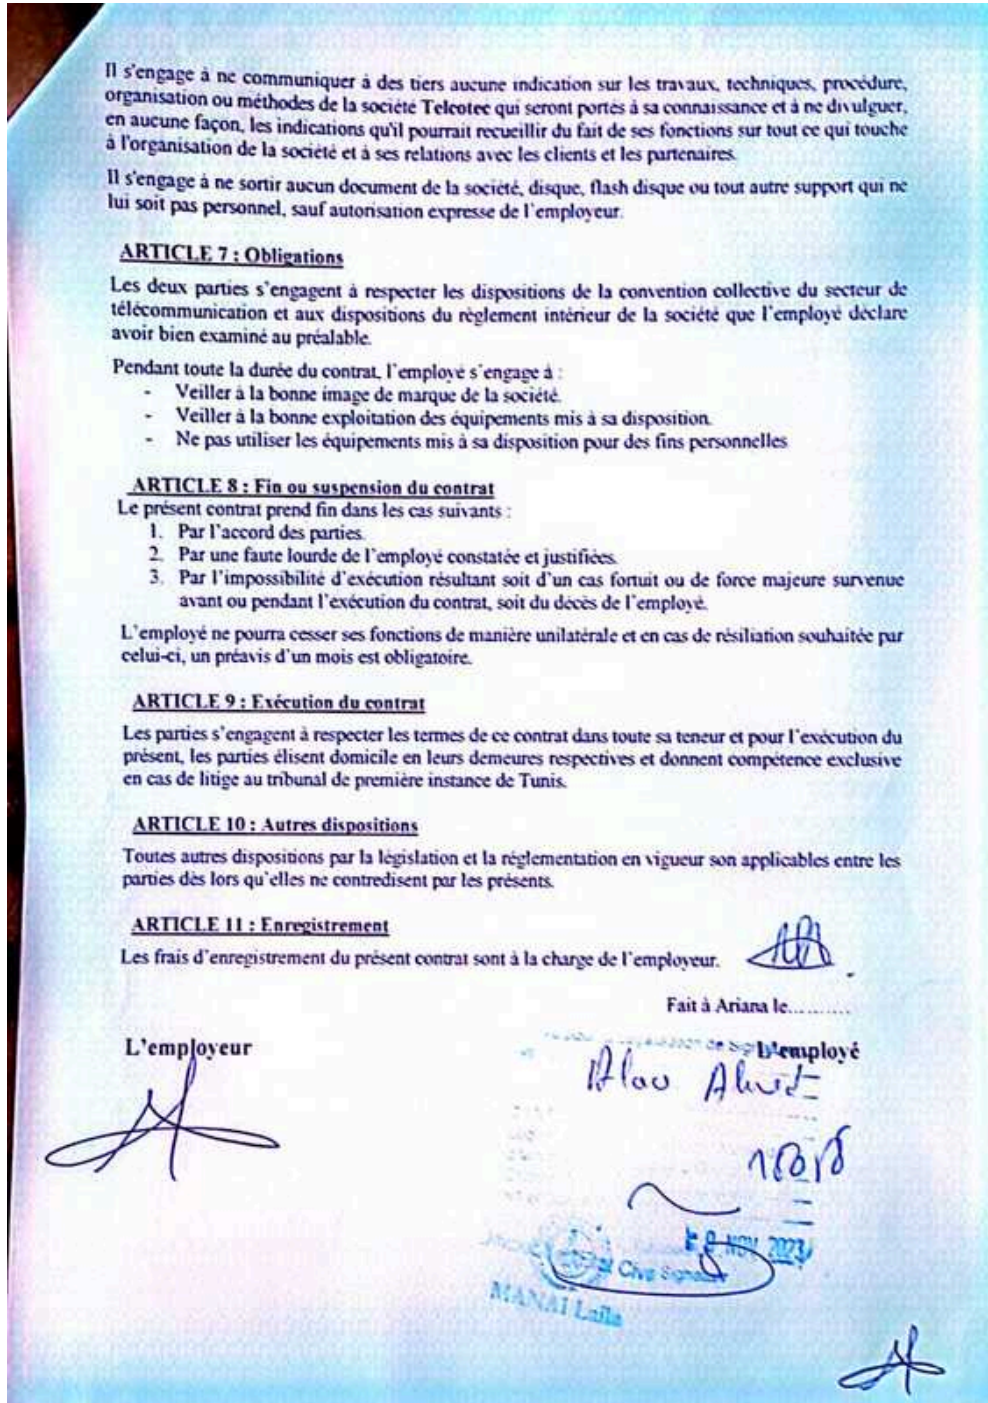 Il s'engage à ne communiquer à des tiers aucune indication sur les travaux, techniques, procédure,
organisation ou méthodes de la société Telcotec qui seront portés à sa connaissance et à ne divulguer,
en aucune façon, les indications qu'il pourrait recueillir du fait de ses fonctions sur tout ce qui touche
à l'organisation de la société et à ses relations avec les clients et les partenaires.
Il s'engage à ne sortir aucun document de la société, disque, flash disque ou tout autre support qui ne
lui soit pas personnel, sauf autorisation expresse de l'employeur.
ARTICLE 7 : Obligations
Les deux parties s'engagent à respecter les dispositions de la convention collective du secteur de
télécommunication et aux dispositions du règlement intérieur de la société que l'employé déclare
avoir bien examiné au préalable.
Pendant toute la durée du contrat, l'employé s'engage à :
- Veiller à la bonne image de marque de la société.
- Veiller à la bonne exploitation des équipements mis à sa disposition.
- Ne pas utiliser les équipements mis à sa disposition pour des fins personnelles
ARTICLE 8 : Fin ou suspension du contrat
Le présent contrat prend fin dans les cas suivants :
1. Par l'accord des parties.
2. Par une faute lourde de l'employé constatée et justifiées.
3. Par l'impossibilité d'exécution résultant soit d'un cas fortuit ou de force majeure survenue
avant ou pendant l'exécution du contrat, soit du décès de l'employé.
L'employé ne pourra cesser ses fonctions de manière unilatérale et en cas de résiliation souhaitée par
celui-ci, un préavis d'un mois est obligatoire.
ARTICLE 9 : Exécution du contrat
Les parties s'engagent à respecter les termes de ce contrat dans toute sa teneur et pour l'exécution du
présent, les parties élisent domicile en leurs demeures respectives et donnent compétence exclusive
en cas de litige au tribunal de première instance de Tunis.
ARTICLE 10 : Autres dispositions
Toutes autres dispositions par la législation et la réglementation en vigueur son applicables entre les
parties dès lors qu'elles ne contredisent par les présents.
ARTICLE 11 : Enregistrement
Les frais d'enregistrement du présent contrat sont à la charge de l'employeur.
Fait à Ariana le...........
L'employeur
L'employé
NOV 2023
MANAI Laila